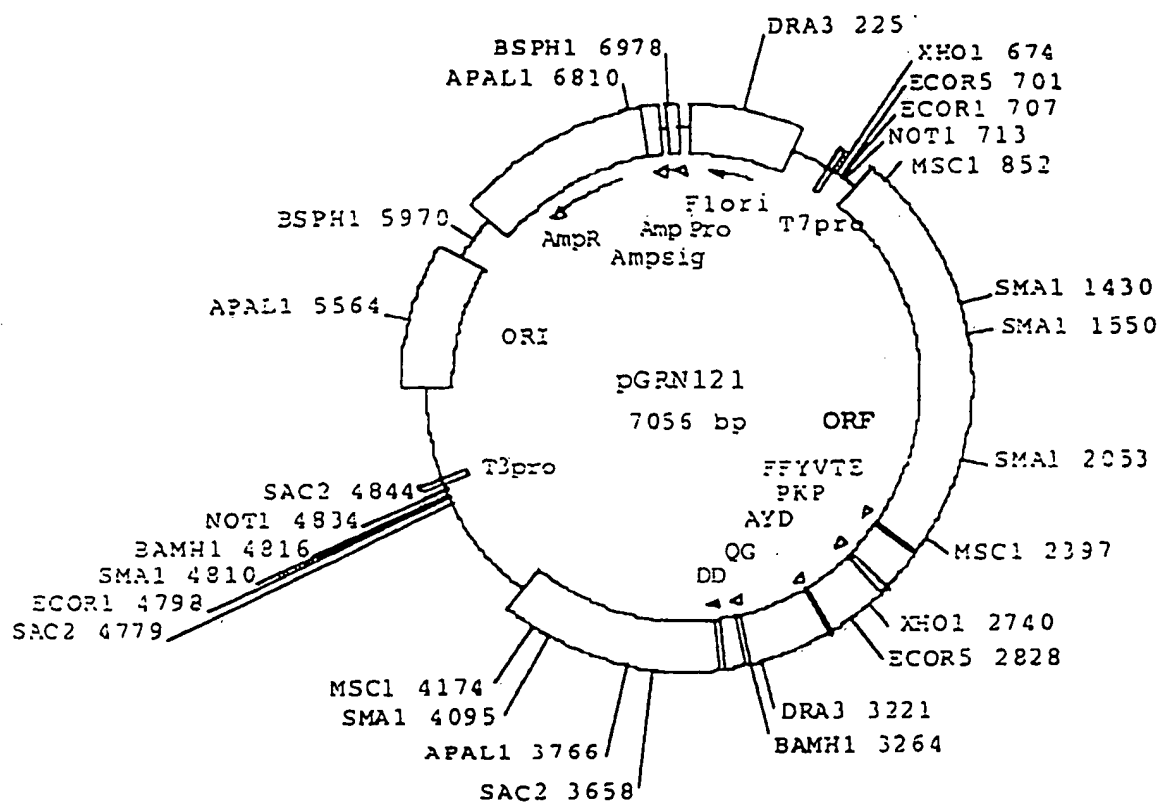 DRA3 225
BSPH1 6978
XHO1 674
APAL1 6810
ECOR5 701
ECOR1 707
NOT1 713
MSC1 852
Flori
T7pro
BSPH1 5970
AmpR
Amp Pro
Ampsig
APAL1 5564
SMA1 1430
ORI
SMA1 1550
pGRN121
7056 bp
ORF
T3pro
FFYVTE
SMA1 2053
SAC2 4844
PKP
NOT1 4834
AYD
BAMH1 4816
QG
MSC1 2397
SMA1 4810
DD
ECOR1 4798
XHO1 2740
SAC2 4779
ECOR5 2828
MSC1 4174
DRA3 3221
SMA1 4095
BAMH1 3264
APAL1 3766
SAC2 3658